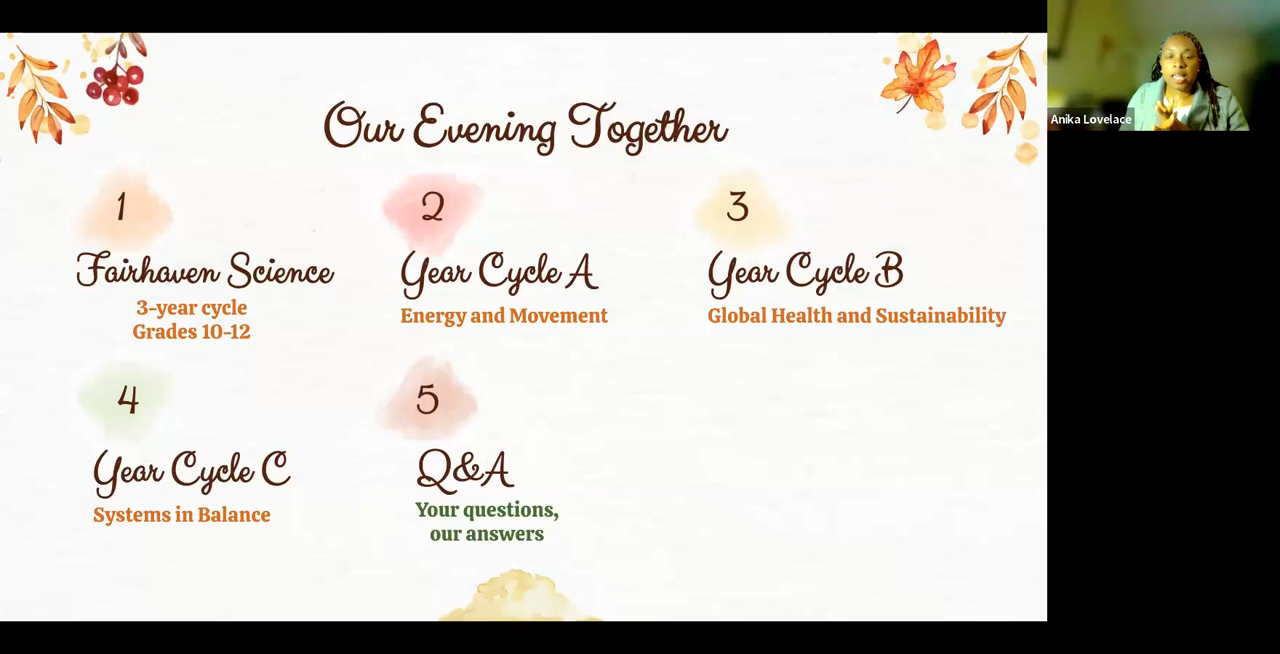 Our Evening Together
1
Fairhaven Science
3-year cycle
Grades 10-12
2
Year Cycle A
Energy and Movement
3
Year Cycle B
Global Health and Sustainability
4
Year Cycle C
Systems in Balance
5
Q&A
Your questions,
our answers
Anika Lovelace